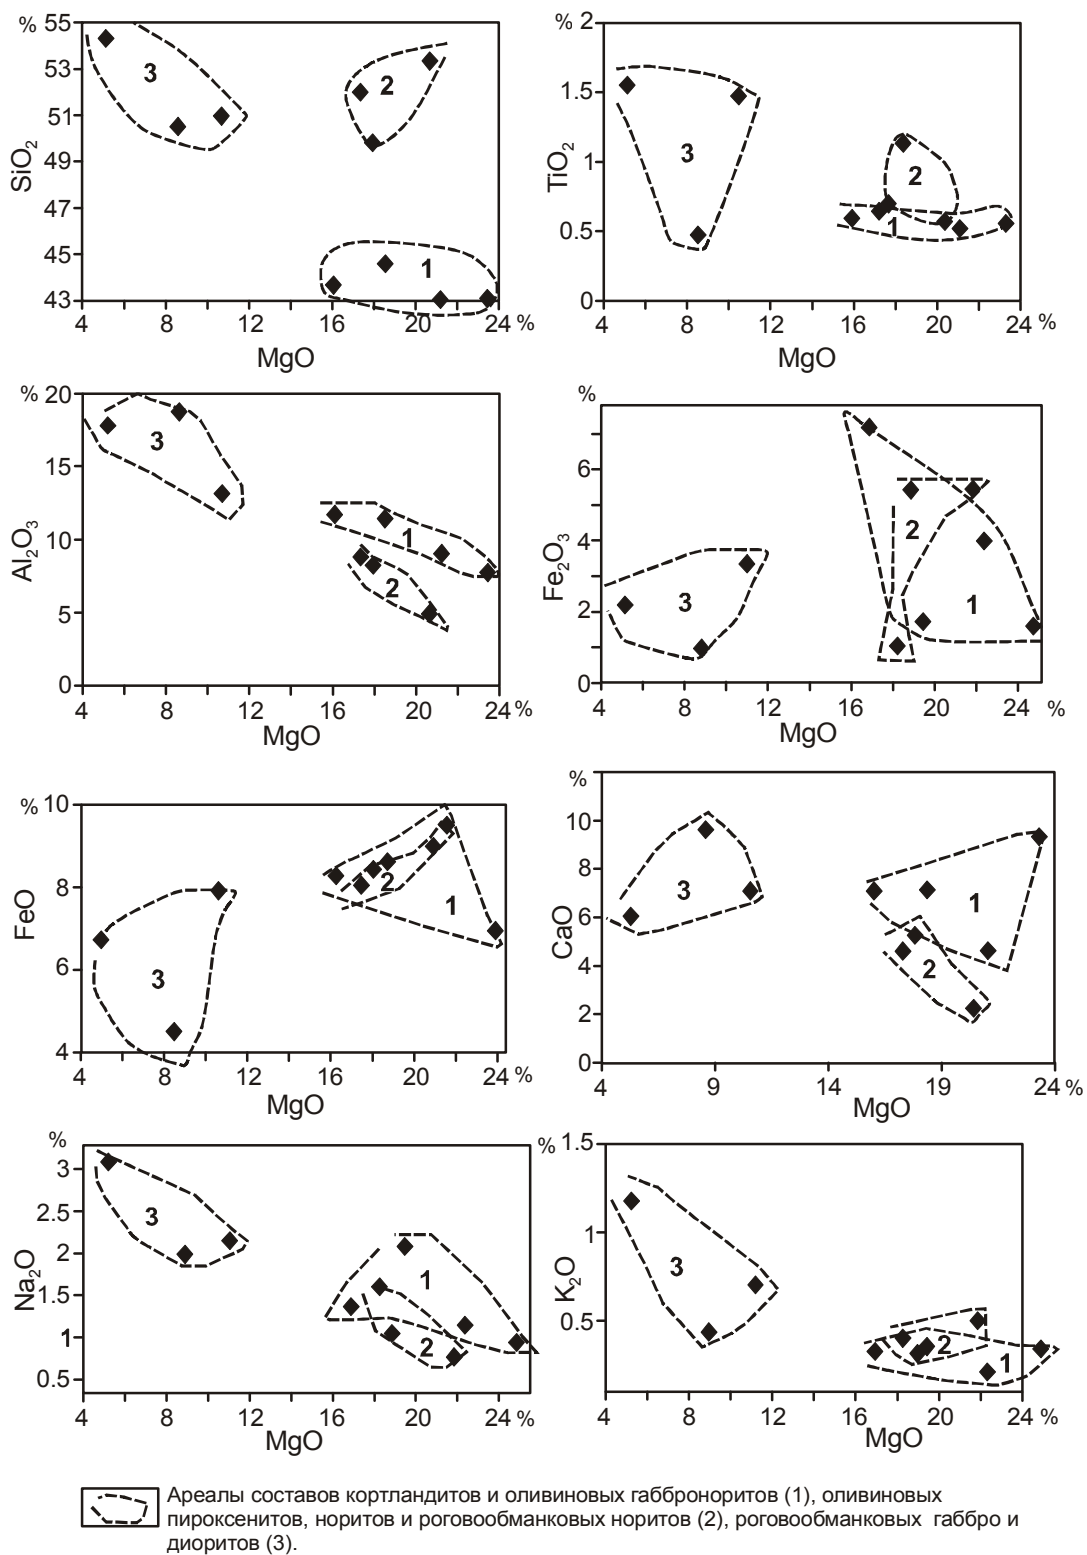 % 55
53
51
49
47
45
43
SiO2
3
2
1
4 8 12 16 20 24 %
MgO
% 2
1.5
1
0.5
0
TiO2
3
2
1
4 8 12 16 20 24 %
MgO
% 20
15
10
5
0
Al2O3
3
1
2
4 8 12 16 20 24 %
MgO
%
6
4
2
0
Fe2O3
2
3
1
4 8 12 16 20 %
MgO
% 10
8
6
4
FeO
2
1
3
4 8 12 16 20 24 %
MgO
%
10
8
6
4
2
0
CaO
3
1
2
4 9 14 19 24 %
MgO
%
3
2.5
2
1.5
1
0.5
Na2O
3
1
2
4 8 12 16 20 24 %
MgO
% 1.5
1
0.5
K2O
3
2
1
4 8 12 16 20 24 %
MgO
Ареалы составов кортландитов и оливиновых габброноритов (1), оливиновых
пироксенитов, норитов и роговообманковых норитов (2), роговообманковых габбро и
диоритов (3).